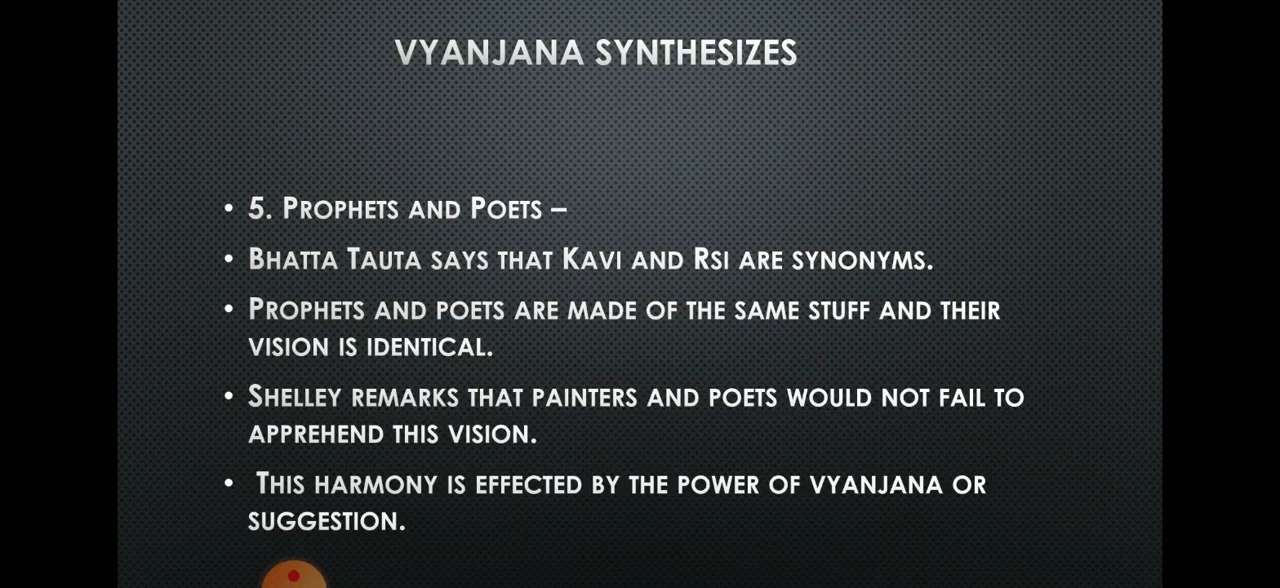 VYANJANA SYNTHESIZES
• 5. PROPHETS AND POETS –
• BHATTA TAUTA SAYS THAT KAVI AND RSI ARE SYNONYMS.
• PROPHETS AND POETS ARE MADE OF THE SAME STUFF AND THEIR
VISION IS IDENTICAL.
• SHELLEY REMARKS THAT PAINTERS AND POETS WOULD NOT FAIL TO
APPREHEND THIS VISION.
• THIS HARMONY IS EFFECTED BY THE POWER OF VYANJANA OR
SUGGESTION.